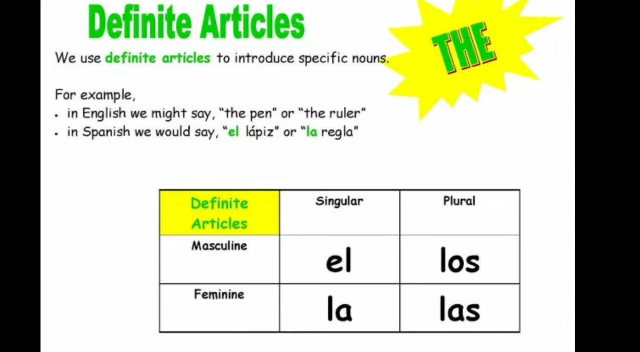 Definite Articles
THE
We use definite articles to introduce specific nouns.
For example,
• in English we might say, "the pen" or "the ruler"
• in Spanish we would say, "el lápiz" or "la regla"
Definite Articles Singular Plural
Masculine el los
Feminine la las